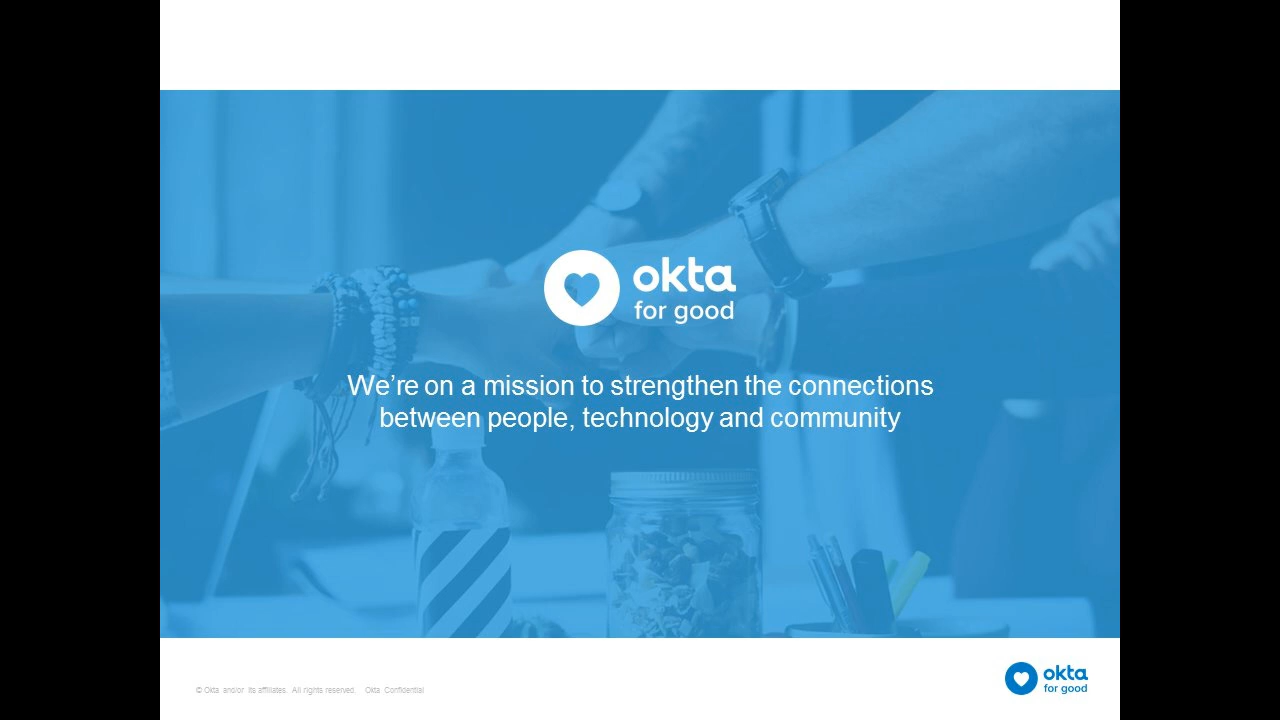 okta
for good
We’re on a mission to strengthen the connections
between people, technology and community
© Okta and/or its affiliates. All rights reserved. Okta Confidential
okta
for good